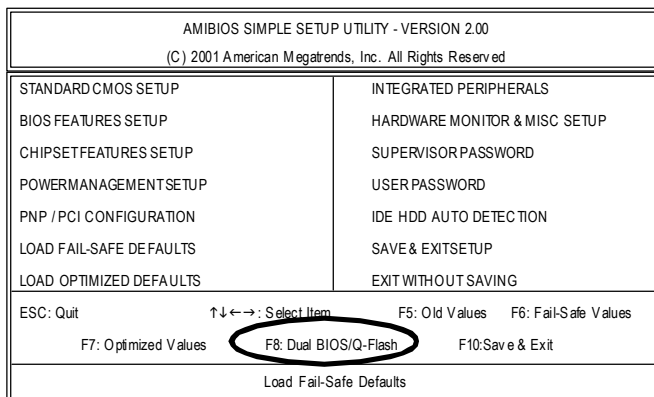 AMIBIOS SIMPLE SETUP UTILITY - VERSION 2.00
(C) 2001 American Megatrends, Inc. All Rights Reserved
STANDARD CMOS SETUP
BIOS FEATURES SETUP
CHIPSET FEATURES SETUP
POWER MANAGEMENT SETUP
PNP / PCI CONFIGURATION
LOAD FAIL-SAFE DEFAULTS
LOAD OPTIMIZED DEFAULTS
INTEGRATED PERIPHERALS
HARDWARE MONITOR & MISC SETUP
SUPERVISOR PASSWORD
USER PASSWORD
IDE HDD AUTO DETECTION
SAVE & EXIT SETUP
EXIT WITHOUT SAVING
ESC: Quit ↑↓←→: Select Item F5: Old Values F6: Fail-Safe Values
F7: Optimized Values F8: Dual BIOS/Q-Flash F10:Save & Exit
Load Fail-Safe Defaults